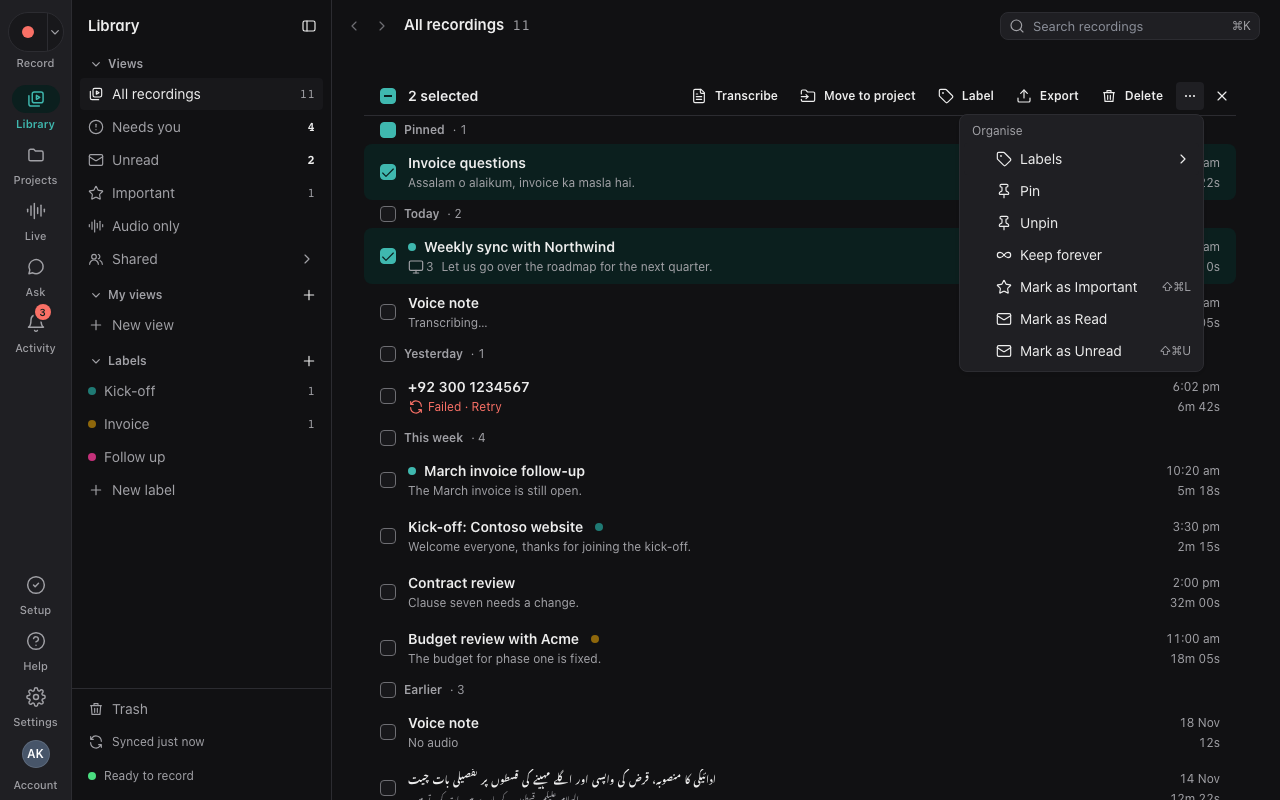 Record
Library
Projects
Live
Ask
3
Activity
Setup
Help
Settings
AK
Account
Library
Views
All recordings 11
Needs you 4
Unread 2
Important 1
Audio only
Shared
My views
New view
Labels
Kick-off 1
Invoice 1
Follow up
New label
Trash
Synced just now
Ready to record
All recordings 11
Search recordings ⌘K
2 selected
Transcribe Move to project Label Export Delete
Pinned · 1
Invoice questions am
Assalam o alaikum, invoice ka masla hai.
Today · 2
Weekly sync with Northwind am
3 Let us go over the roadmap for the next quarter.
Voice note am
Transcribing...
Organise
Labels
Pin
Unpin
Keep forever
Mark as Important ⇧⌘L
Mark as Read
Mark as Unread ⇧⌘U
Yesterday · 1
+92 300 1234567 6:02 pm
Failed · Retry 6m 42s
This week · 4
March invoice follow-up 10:20 am
The March invoice is still open. 5m 18s
Kick-off: Contoso website 3:30 pm
Welcome everyone, thanks for joining the kick-off. 2m 15s
Contract review 2:00 pm
Clause seven needs a change. 32m 00s
Budget review with Acme 11:00 am
The budget for phase one is fixed. 18m 05s
Earlier · 3
Voice note 18 Nov
No audio 12s
ادائیگی کا منصوبہ، قرض کی واپسی اور اگلے مہینے کی قسطوں پر تفصیلی بات چیت 14 Nov
12m 22s